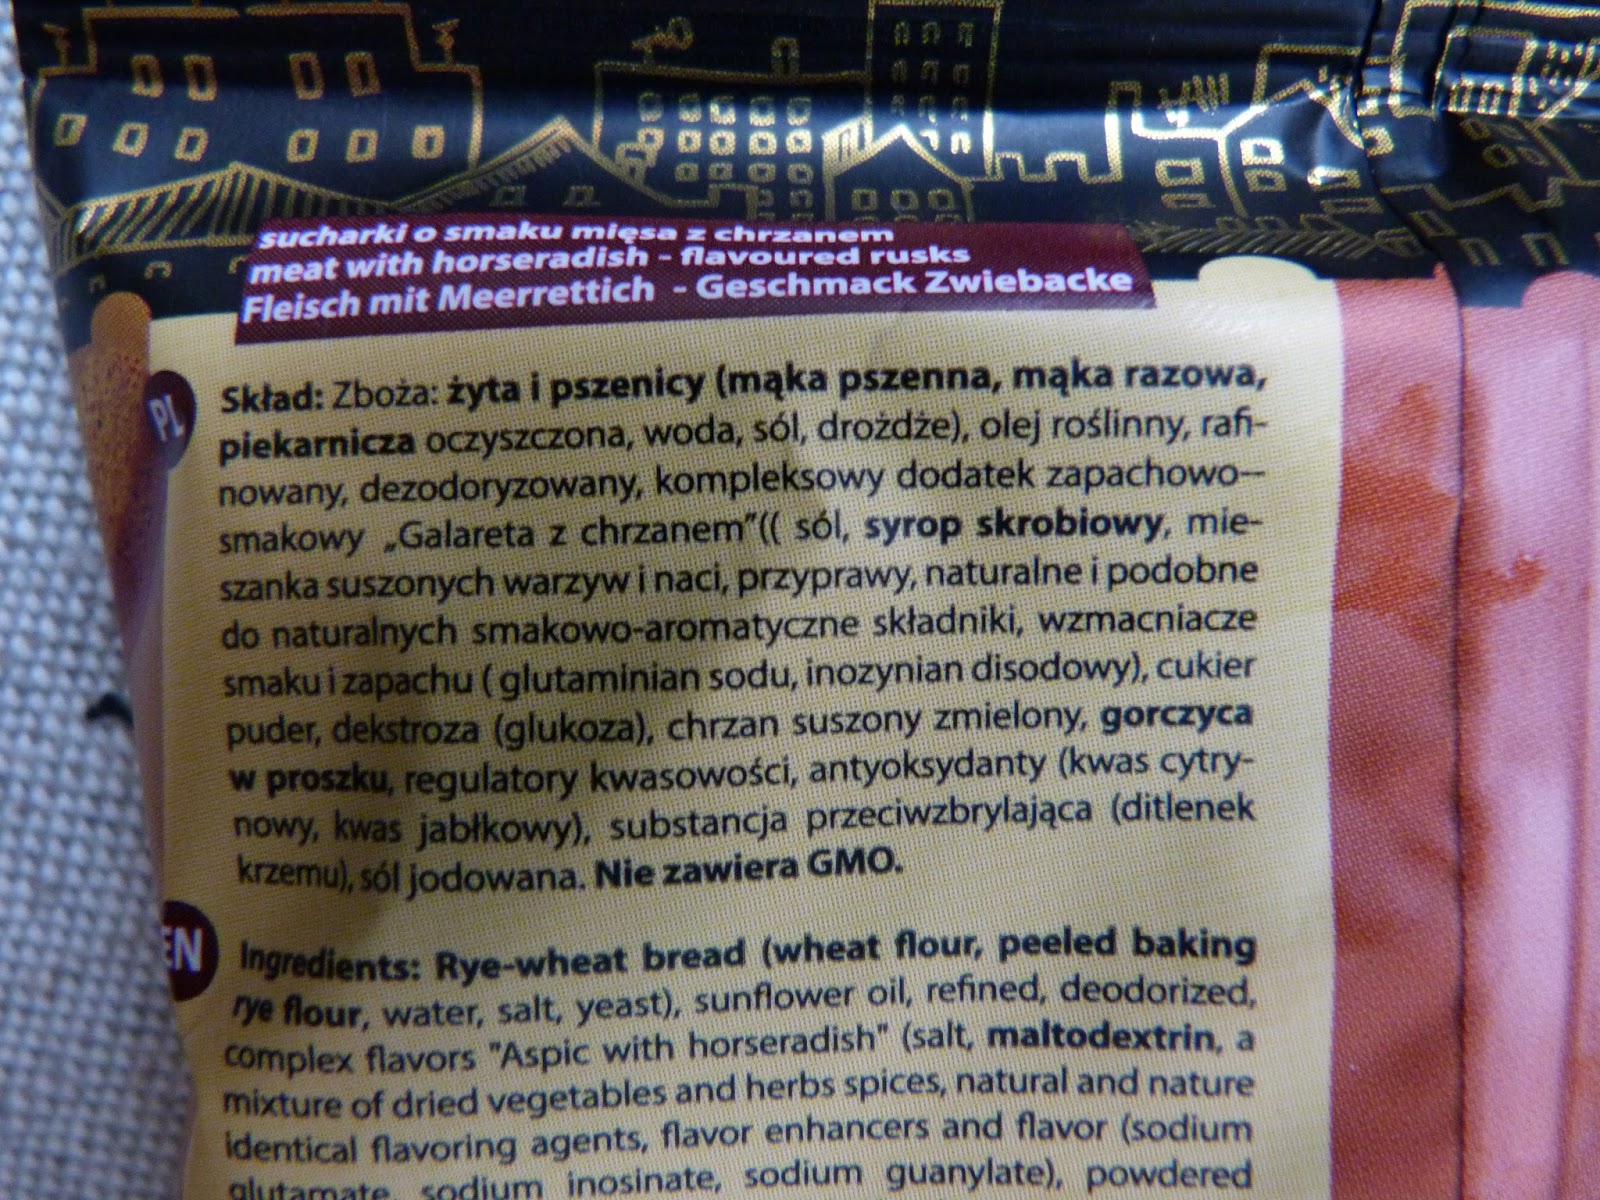 sucharki o smaku mięsa z chrzanem
meat with horseradish - flavoured rusks
Fleisch mit Meerrettich - Geschmack Zwiebacke
PL
Skład: Zboża: żyta i pszenicy (mąka pszenna, mąka razowa,
piekarnicza oczyszczona, woda, sól, drożdże), olej roślinny, rafi-
nowany, dezodoryzowany, kompleksowy dodatek zapachowo--
smakowy „Galareta z chrzanem"(( sól, syrop skrobiowy, mie-
szanka suszonych warzyw i naci, przyprawy, naturalne i podobne
do naturalnych smakowo-aromatyczne składniki, wzmacniacze
smaku i zapachu ( glutaminian sodu, inozynian disodowy), cukier
puder, dekstroza (glukoza), chrzan suszony zmielony, gorczyca
w proszku, regulatory kwasowości, antyoksydanty (kwas cytry-
nowy, kwas jabłkowy), substancja przeciwzbrylająca (ditlenek
krzemu), sól jodowana. Nie zawiera GMO.
EN
Ingredients: Rye-wheat bread (wheat flour, peeled baking
rye flour, water, salt, yeast), sunflower oil, refined, deodorized,
complex flavors "Aspic with horseradish" (salt, maltodextrin, a
mixture of dried vegetables and herbs spices, natural and nature
identical flavoring agents, flavor enhancers and flavor (sodium
glutamate, sodium inosinate, sodium guanylate), powdered